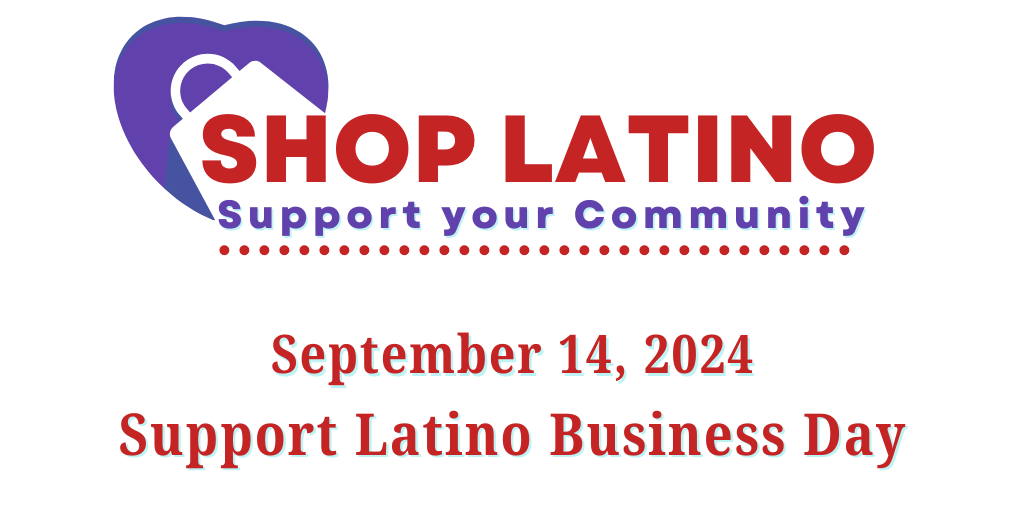 SHOP LATINO
Support your Community
September 14, 2024
Support Latino Business Day